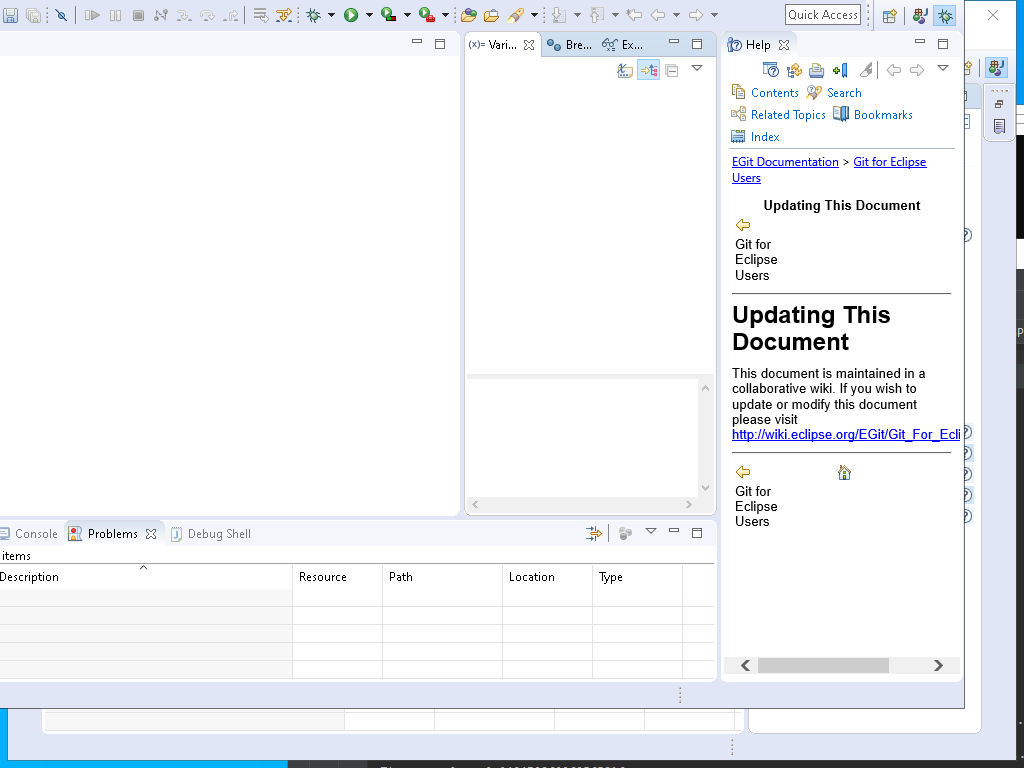 Quick Access
(x)= Vari...
Bre...
Ex...
Help
Contents
Search
Related Topics
Bookmarks
Index
EGit Documentation > Git for Eclipse
Users
Updating This Document
Git for
Eclipse
Users
Updating This
Document
This document is maintained in a
collaborative wiki. If you wish to
update or modify this document
please visit
http://wiki.eclipse.org/EGit/Git_For_Ecli
Git for
Eclipse
Users
Console
Problems
Debug Shell
items
Description
Resource
Path
Location
Type